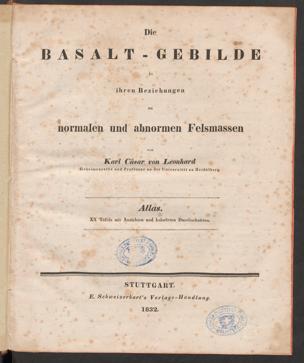 Die
BASALT-GEBILDE
in
ihren Beziehungen
zu
normalen und abnormen Felsmassen
von
Karl Cäsar von Leonhard
Geheimenrathe und Professor an der Universität zu Heidelberg
Atlas.
XX Tafeln mit Ansichten und kolorirten Durchschnitten.
STUTTGART.
E. Schweizerbart's Verlags-Handlung.
1832.